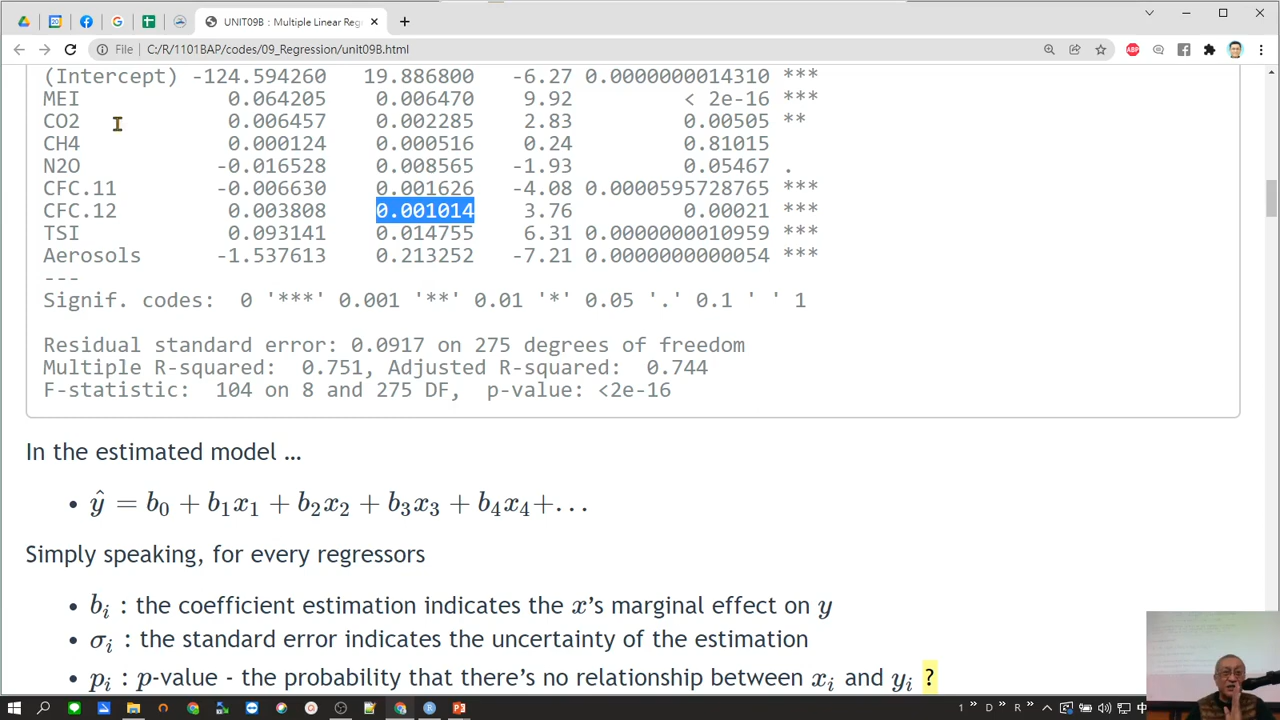 UNIT09B : Multiple Linear Regr
File C:/R/1101BAP/codes/09_Regression/unit09B.html
(Intercept) -124.594260 19.886800 -6.27 0.0000000014310 ***
MEI 0.064205 0.006470 9.92 < 2e-16 ***
CO2 0.006457 0.002285 2.83 0.00505 **
CH4 0.000124 0.000516 0.24 0.81015
N2O -0.016528 0.008565 -1.93 0.05467 .
CFC.11 -0.006630 0.001626 -4.08 0.0000595728765 ***
CFC.12 0.003808 0.001014 3.76 0.00021 ***
TSI 0.093141 0.014755 6.31 0.0000000010959 ***
Aerosols -1.537613 0.213252 -7.21 0.0000000000054 ***
---
Signif. codes: 0 '***' 0.001 '**' 0.01 '*' 0.05 '.' 0.1 ' ' 1
Residual standard error: 0.0917 on 275 degrees of freedom
Multiple R-squared: 0.751, Adjusted R-squared: 0.744
F-statistic: 104 on 8 and 275 DF, p-value: <2e-16
In the estimated model …
• ŷ = b₀ + b₁x₁ + b₂x₂ + b₃x₃ + b₄x₄+…
Simply speaking, for every regressors
• bᵢ : the coefficient estimation indicates the x’s marginal effect on y
• σᵢ : the standard error indicates the uncertainty of the estimation
• pᵢ : p-value - the probability that there’s no relationship between xᵢ and yᵢ ?
1 » D » R » 中